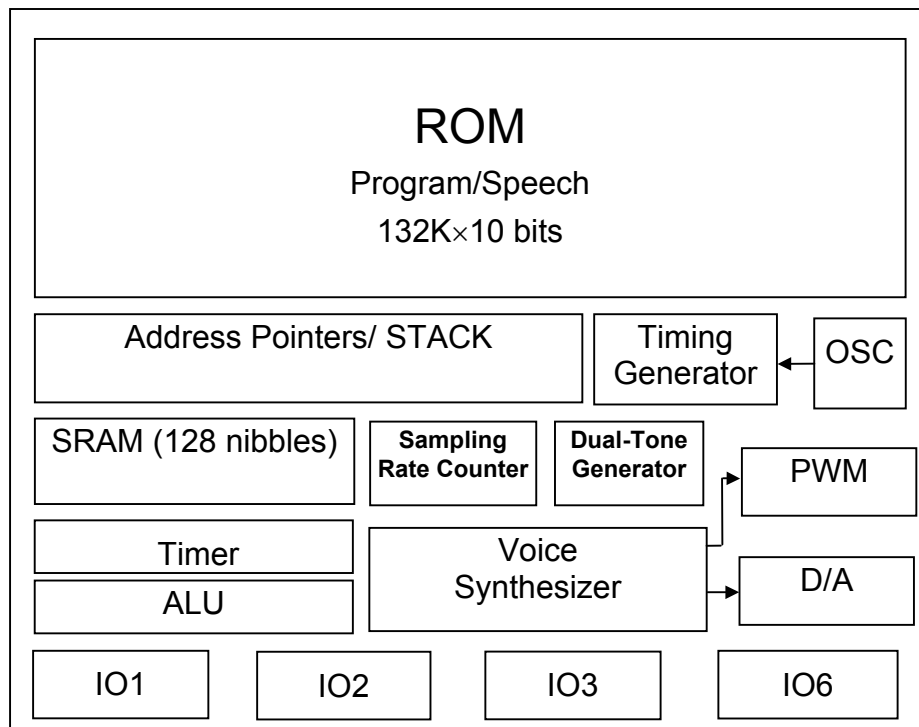 ROM
Program/Speech
132K×10 bits
Address Pointers/ STACK
Timing
Generator
OSC
SRAM (128 nibbles)
Sampling
Rate Counter
Dual-Tone
Generator
PWM
Timer
Voice
Synthesizer
D/A
ALU
IO1
IO2
IO3
IO6